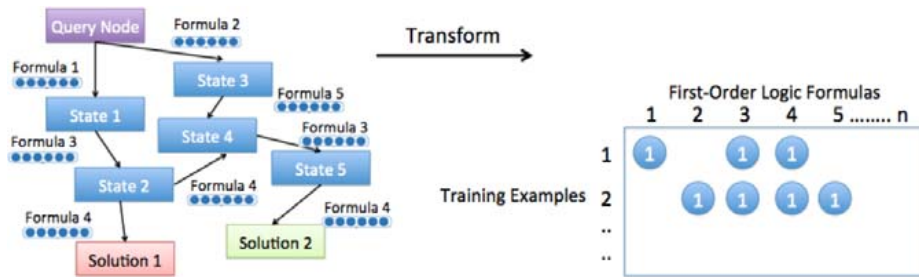 Query Node
Formula 2
Transform
Formula 1
State 3
First-Order Logic Formulas
State 1
Formula 5
1 2 3 4 5 ........ n
State 4
Formula 3
Formula 3
1 1 1 1
State 2
State 5
Formula 4
Training Examples 2 1 1 1 1
Formula 4
Formula 4
..
Solution 1
Solution 2
..